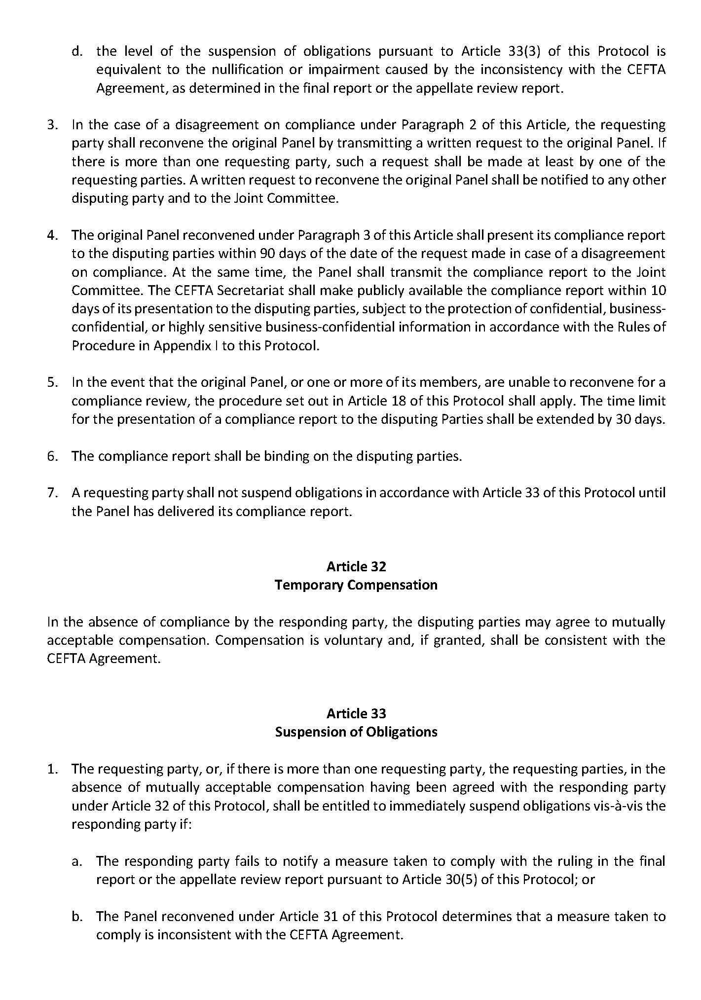 d. the level of the suspension of obligations pursuant to Article 33(3) of this Protocol is
equivalent to the nullification or impairment caused by the inconsistency with the CEFTA
Agreement, as determined in the final report or the appellate review report.
3. In the case of a disagreement on compliance under Paragraph 2 of this Article, the requesting
party shall reconvene the original Panel by transmitting a written request to the original Panel. If
there is more than one requesting party, such a request shall be made at least by one of the
requesting parties. A written request to reconvene the original Panel shall be notified to any other
disputing party and to the Joint Committee.
4. The original Panel reconvened under Paragraph 3 of this Article shall present its compliance report
to the disputing parties within 90 days of the date of the request made in case of a disagreement
on compliance. At the same time, the Panel shall transmit the compliance report to the Joint
Committee. The CEFTA Secretariat shall make publicly available the compliance report within 10
days of its presentation to the disputing parties, subject to the protection of confidential, business-
confidential, or highly sensitive business-confidential information in accordance with the Rules of
Procedure in Appendix I to this Protocol.
5. In the event that the original Panel, or one or more of its members, are unable to reconvene for a
compliance review, the procedure set out in Article 18 of this Protocol shall apply. The time limit
for the presentation of a compliance report to the disputing Parties shall be extended by 30 days.
6. The compliance report shall be binding on the disputing parties.
7. A requesting party shall not suspend obligations in accordance with Article 33 of this Protocol until
the Panel has delivered its compliance report.
Article 32
Temporary Compensation
In the absence of compliance by the responding party, the disputing parties may agree to mutually
acceptable compensation. Compensation is voluntary and, if granted, shall be consistent with the
CEFTA Agreement.
Article 33
Suspension of Obligations
1. The requesting party, or, if there is more than one requesting party, the requesting parties, in the
absence of mutually acceptable compensation having been agreed with the responding party
under Article 32 of this Protocol, shall be entitled to immediately suspend obligations vis-à-vis the
responding party if:
a. The responding party fails to notify a measure taken to comply with the ruling in the final
report or the appellate review report pursuant to Article 30(5) of this Protocol; or
b. The Panel reconvened under Article 31 of this Protocol determines that a measure taken to
comply is inconsistent with the CEFTA Agreement.